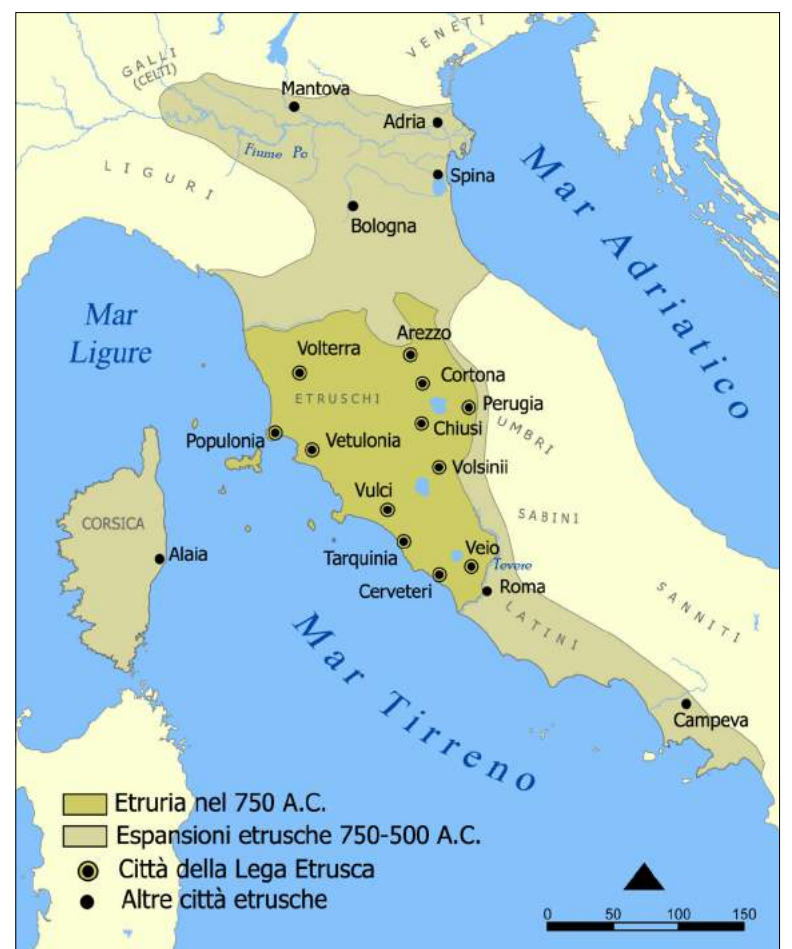 GALLI
(CELTI)
VENETI
Mantova
Adria
Fiume Po
LIGURI
Spina
Bologna
Mar Adriatico
Mar
Ligure
Arezzo
Volterra
Cortona
ETRUSCHI
Perugia
Chiusi
UMBRI
Populonia
Vetulonia
Volsinii
Vulci
SABINI
CORSICA
Alaia
Tarquinia
Veio
Tevere
Cerveteri
Roma
LATINI
SANNITI
Mar Tirreno
Campeva
Etruria nel 750 A.C.
Espansioni etrusche 750-500 A.C.
Città della Lega Etrusca
Altre città etrusche
0 50 100 150